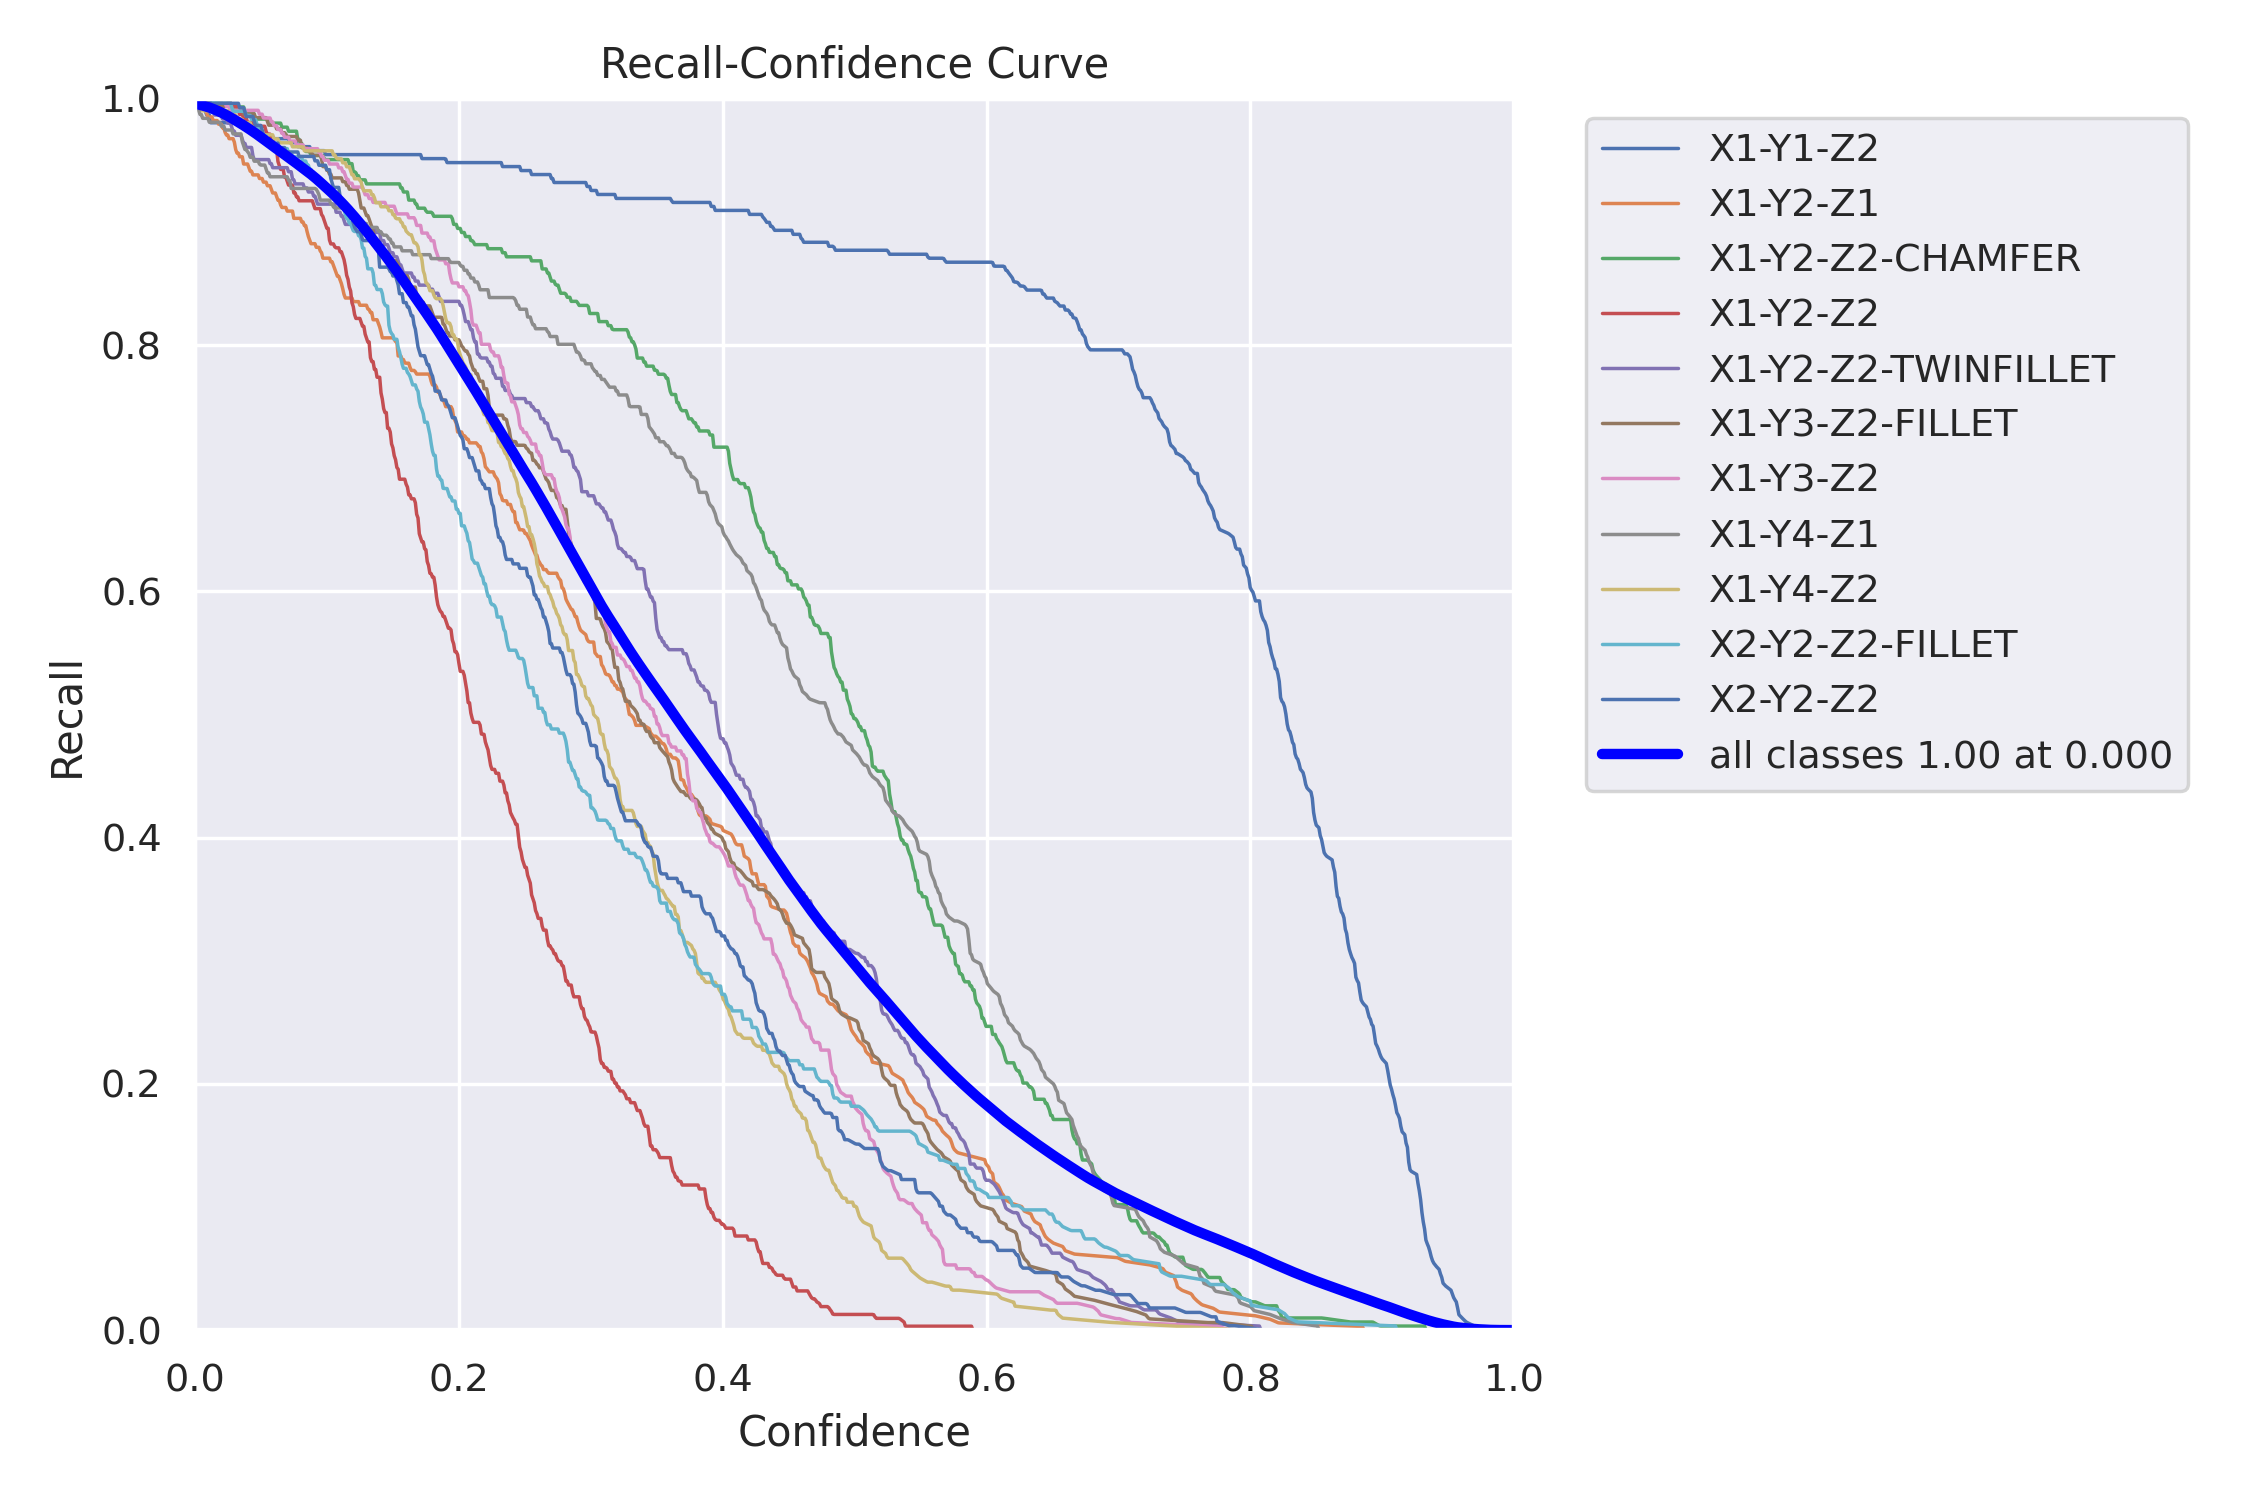 Recall-Confidence Curve
1.0
0.8
0.6
0.4
0.2
0.0
Recall
0.0 0.2 0.4 0.6 0.8 1.0
Confidence
X1-Y1-Z2
X1-Y2-Z1
X1-Y2-Z2-CHAMFER
X1-Y2-Z2
X1-Y2-Z2-TWINFILLET
X1-Y3-Z2-FILLET
X1-Y3-Z2
X1-Y4-Z1
X1-Y4-Z2
X2-Y2-Z2-FILLET
X2-Y2-Z2
all classes 1.00 at 0.000